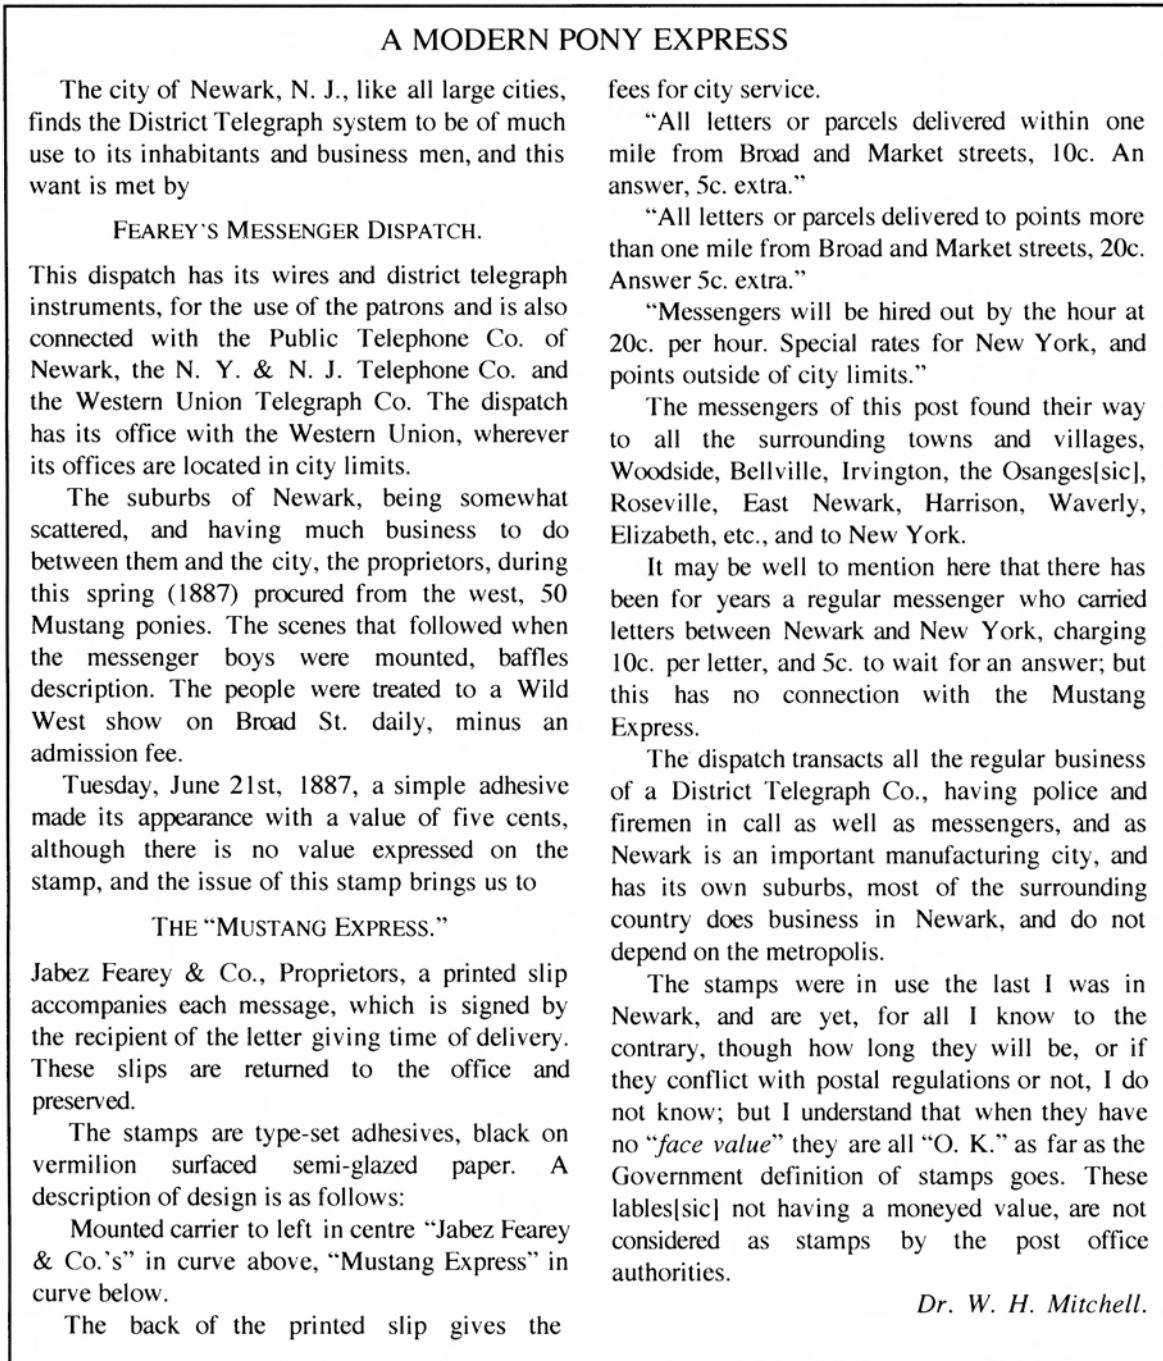 A MODERN PONY EXPRESS
The city of Newark, N. J., like all large cities,
finds the District Telegraph system to be of much
use to its inhabitants and business men, and this
want is met by
FEAREY'S MESSENGER DISPATCH.
This dispatch has its wires and district telegraph
instruments, for the use of the patrons and is also
connected with the Public Telephone Co. of
Newark, the N. Y. & N. J. Telephone Co. and
the Western Union Telegraph Co. The dispatch
has its office with the Western Union, wherever
its offices are located in city limits.
The suburbs of Newark, being somewhat
scattered, and having much business to do
between them and the city, the proprietors, during
this spring (1887) procured from the west, 50
Mustang ponies. The scenes that followed when
the messenger boys were mounted, baffles
description. The people were treated to a Wild
West show on Broad St. daily, minus an
admission fee.
Tuesday, June 21st, 1887, a simple adhesive
made its appearance with a value of five cents,
although there is no value expressed on the
stamp, and the issue of this stamp brings us to
THE “MUSTANG EXPRESS.”
Jabez Fearey & Co., Proprietors, a printed slip
accompanies each message, which is signed by
the recipient of the letter giving time of delivery.
These slips are returned to the office and
preserved.
The stamps are type-set adhesives, black on
vermilion surfaced semi-glazed paper. A
description of design is as follows:
Mounted carrier to left in centre “Jabez Fearey
& Co.'s” in curve above, “Mustang Express” in
curve below.
The back of the printed slip gives the
fees for city service.
“All letters or parcels delivered within one
mile from Broad and Market streets, 10c. An
answer, 5c. extra.”
“All letters or parcels delivered to points more
than one mile from Broad and Market streets, 20c.
Answer 5c. extra.”
“Messengers will be hired out by the hour at
20c. per hour. Special rates for New York, and
points outside of city limits.”
The messengers of this post found their way
to all the surrounding towns and villages,
Woodside, Bellville, Irvington, the Osanges[sic],
Roseville, East Newark, Harrison, Waverly,
Elizabeth, etc., and to New York.
It may be well to mention here that there has
been for years a regular messenger who carried
letters between Newark and New York, charging
10c. per letter, and 5c. to wait for an answer; but
this has no connection with the Mustang
Express.
The dispatch transacts all the regular business
of a District Telegraph Co., having police and
firemen in call as well as messengers, and as
Newark is an important manufacturing city, and
has its own suburbs, most of the surrounding
country does business in Newark, and do not
depend on the metropolis.
The stamps were in use the last I was in
Newark, and are yet, for all I know to the
contrary, though how long they will be, or if
they conflict with postal regulations or not, I do
not know; but I understand that when they have
no “face value” they are all “O. K.” as far as the
Government definition of stamps goes. These
lables[sic] not having a moneyed value, are not
considered as stamps by the post office
authorities.
Dr. W. H. Mitchell.